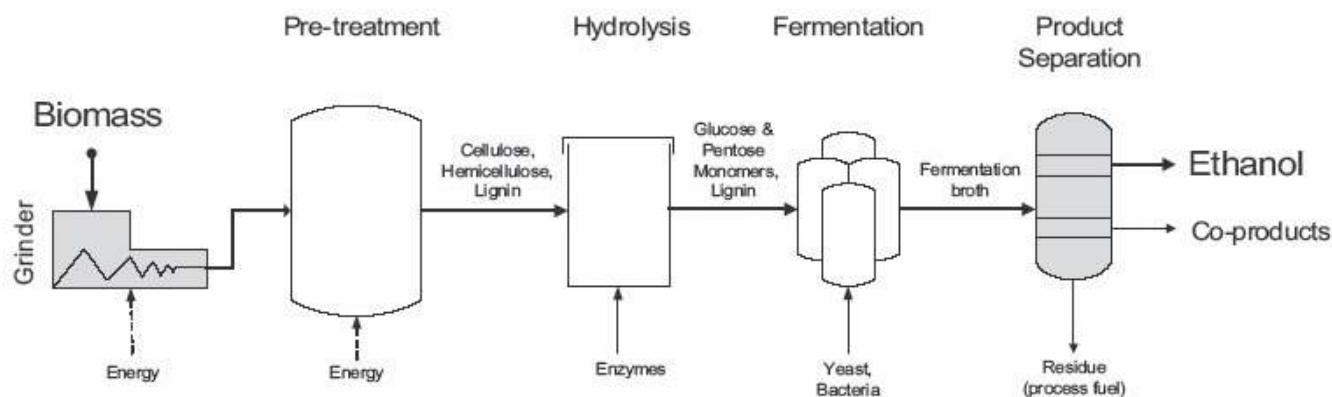 Pre-treatment
Hydrolysis
Fermentation
Product
Separation
Biomass
Grinder
Cellulose,
Hemicellulose,
Lignin
Glucose &
Pentose
Monomers,
Lignin
Fermentation
broth
Ethanol
Co-products
Energy
Energy
Enzymes
Yeast,
Bacteria
Residue
(process fuel)